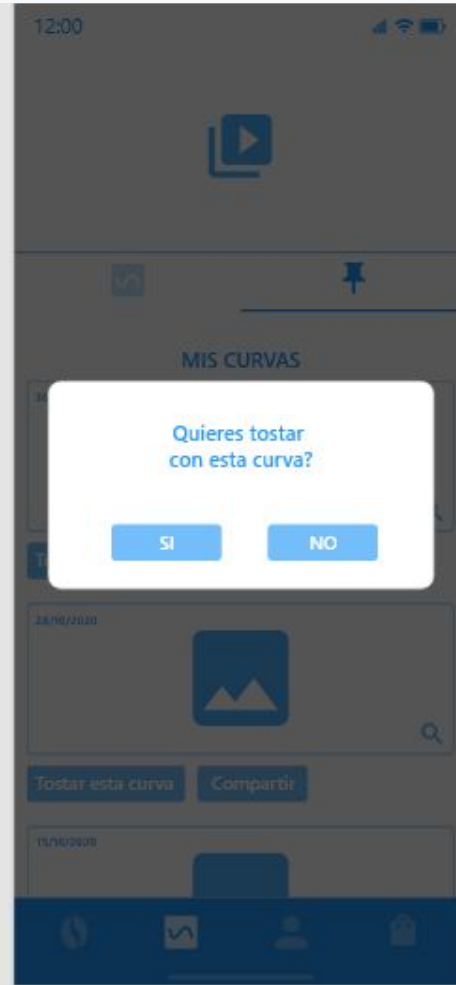 12:00
MIS CURVAS
Quieres tostar
con esta curva?
SI
NO
28/10/2020
Tostar esta curva
Compartir
15/10/2020